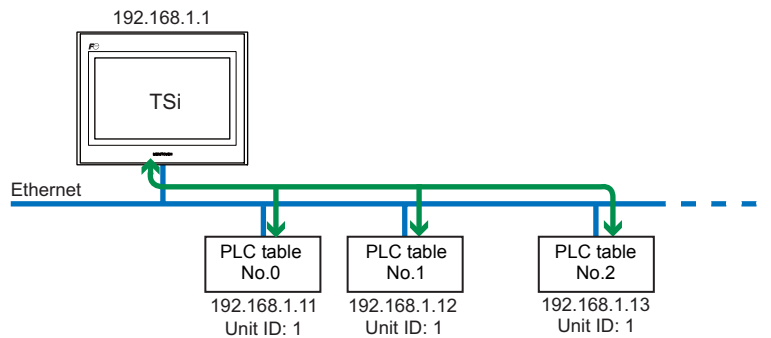 192.168.1.1
TSi
Ethernet
PLC table
No.0
192.168.1.11
Unit ID: 1
PLC table
No.1
192.168.1.12
Unit ID: 1
PLC table
No.2
192.168.1.13
Unit ID: 1